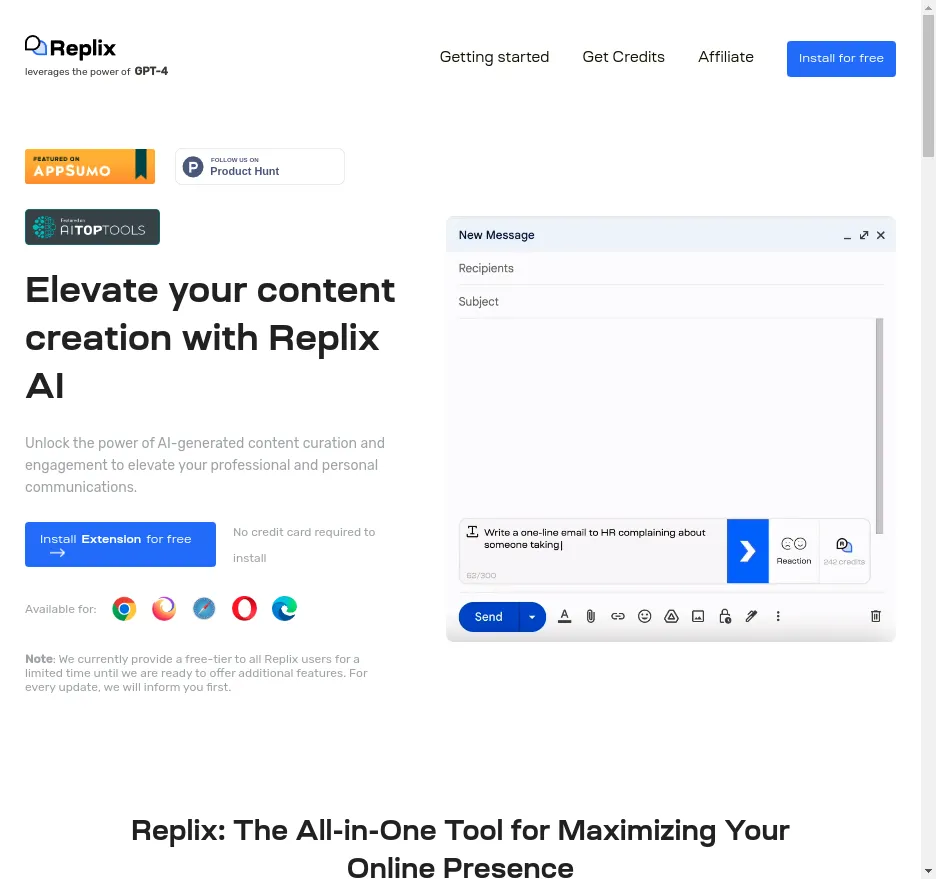 Replix
leverages the power of GPT-4
Getting started
Get Credits
Affiliate
Install for free
FEATURED ON
APPSUMO
FOLLOW US ON
Product Hunt
Featured on
AITOPTOOLS
Elevate your content
creation with Replix
AI
Unlock the power of AI-generated content curation and
engagement to elevate your professional and personal
communications.
Install Extension for free
No credit card required to
install
Available for:
Note: We currently provide a free-tier to all Replix users for a
limited time until we are ready to offer additional features. For
every update, we will inform you first.
New Message
Recipients
Subject
Write a one-line email to HR complaining about
someone taking
62/300
Reaction
242 credits
Send
Replix: The All-in-One Tool for Maximizing Your
Online Presence